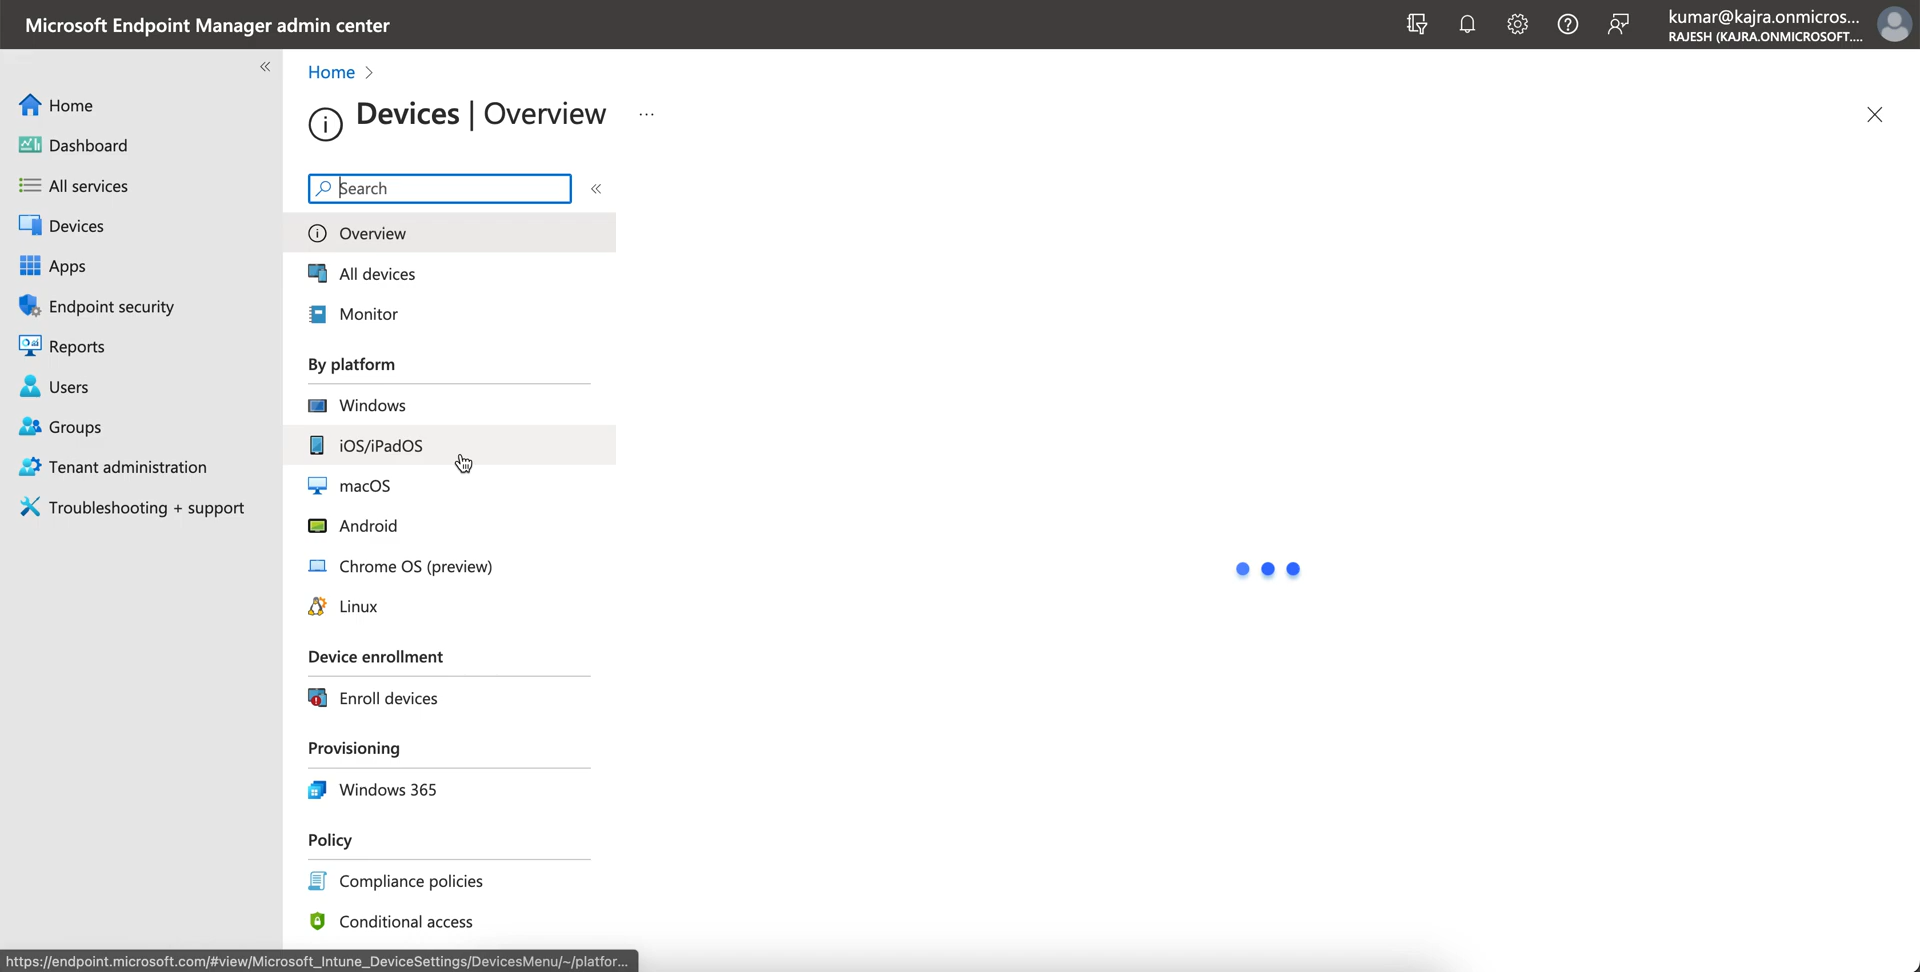 Microsoft Endpoint Manager admin center
kumar@kajra.onmicros...
RAJESH (KAJRA.ONMICROSOFT....
Home
Dashboard
All services
Devices
Apps
Endpoint security
Reports
Users
Groups
Tenant administration
Troubleshooting + support
Home >
Devices | Overview ...
Search
Overview
All devices
Monitor
By platform
Windows
iOS/iPadOS
macOS
Android
Chrome OS (preview)
Linux
Device enrollment
Enroll devices
Provisioning
Windows 365
Policy
Compliance policies
Conditional access
https://endpoint.microsoft.com/#view/Microsoft_Intune_DeviceSettings/DevicesMenu/~/platfor...